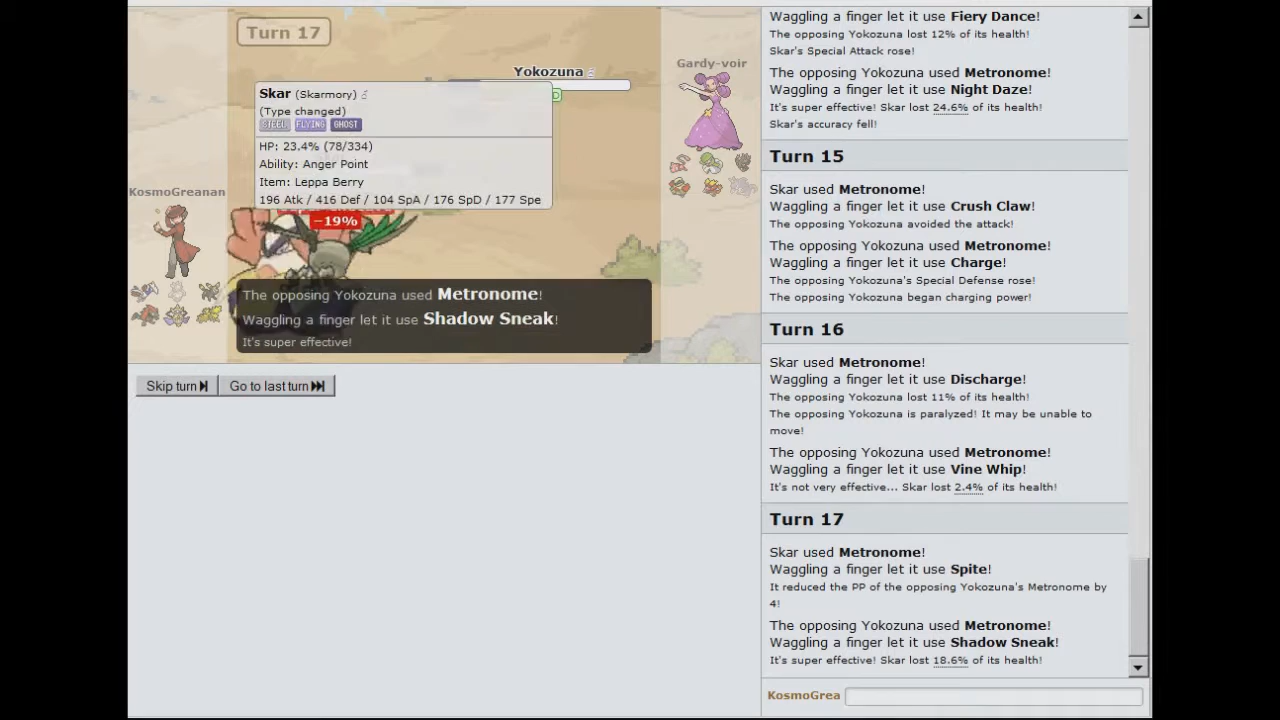 Turn 17
Yokozuna
Gardy-voir
KosmoGreanan
Skar (Skarmory) ♂
(Type changed)
STEEL FLYING GHOST
HP: 23.4% (78/334)
Ability: Anger Point
Item: Leppa Berry
196 Atk / 416 Def / 104 SpA / 176 SpD / 177 Spe
−19%
The opposing Yokozuna used Metronome!
Waggling a finger let it use Shadow Sneak!
It's super effective!
Skip turn
Go to last turn
Waggling a finger let it use Fiery Dance!
The opposing Yokozuna lost 12% of its health!
Skar's Special Attack rose!
The opposing Yokozuna used Metronome!
Waggling a finger let it use Night Daze!
It's super effective! Skar lost 24.6% of its health!
Skar's accuracy fell!
Turn 15
Skar used Metronome!
Waggling a finger let it use Crush Claw!
The opposing Yokozuna avoided the attack!
The opposing Yokozuna used Metronome!
Waggling a finger let it use Charge!
The opposing Yokozuna's Special Defense rose!
The opposing Yokozuna began charging power!
Turn 16
Skar used Metronome!
Waggling a finger let it use Discharge!
The opposing Yokozuna lost 11% of its health!
The opposing Yokozuna is paralyzed! It may be unable to
move!
The opposing Yokozuna used Metronome!
Waggling a finger let it use Vine Whip!
It's not very effective... Skar lost 2.4% of its health!
Turn 17
Skar used Metronome!
Waggling a finger let it use Spite!
It reduced the PP of the opposing Yokozuna's Metronome by
4!
The opposing Yokozuna used Metronome!
Waggling a finger let it use Shadow Sneak!
It's super effective! Skar lost 18.6% of its health!
KosmoGrea